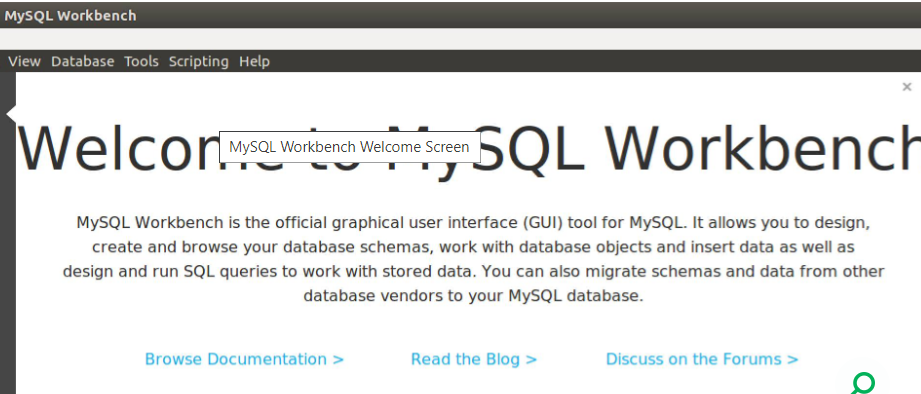 MySQL Workbench
View Database Tools Scripting Help
Welcome to MySQL Workbench
MySQL Workbench Welcome Screen
MySQL Workbench is the official graphical user interface (GUI) tool for MySQL. It allows you to design,
create and browse your database schemas, work with database objects and insert data as well as
design and run SQL queries to work with stored data. You can also migrate schemas and data from other
database vendors to your MySQL database.
Browse Documentation > Read the Blog > Discuss on the Forums >